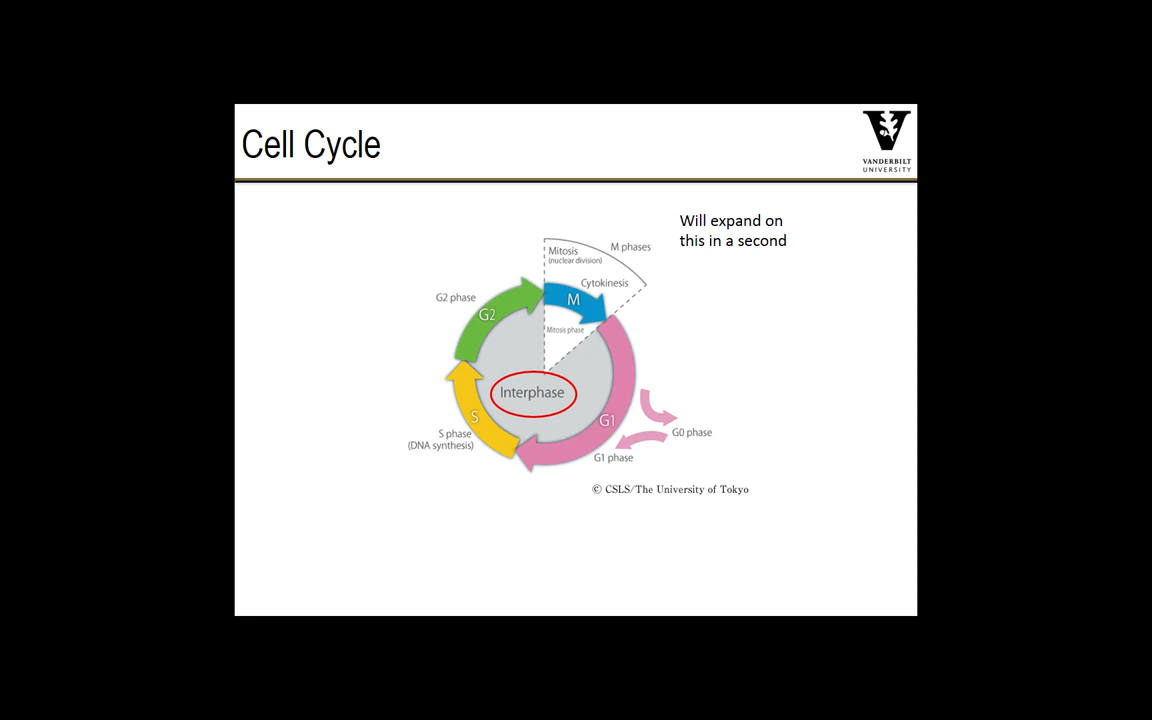 Cell Cycle
VANDERBILT
UNIVERSITY
Will expand on
this in a second
Mitosis
(nuclear division)
M phases
Cytokinesis
G2 phase
G2
M
Mitosis phase
Interphase
S
G1
S phase
(DNA synthesis)
G0 phase
G1 phase
© CSLS/The University of Tokyo